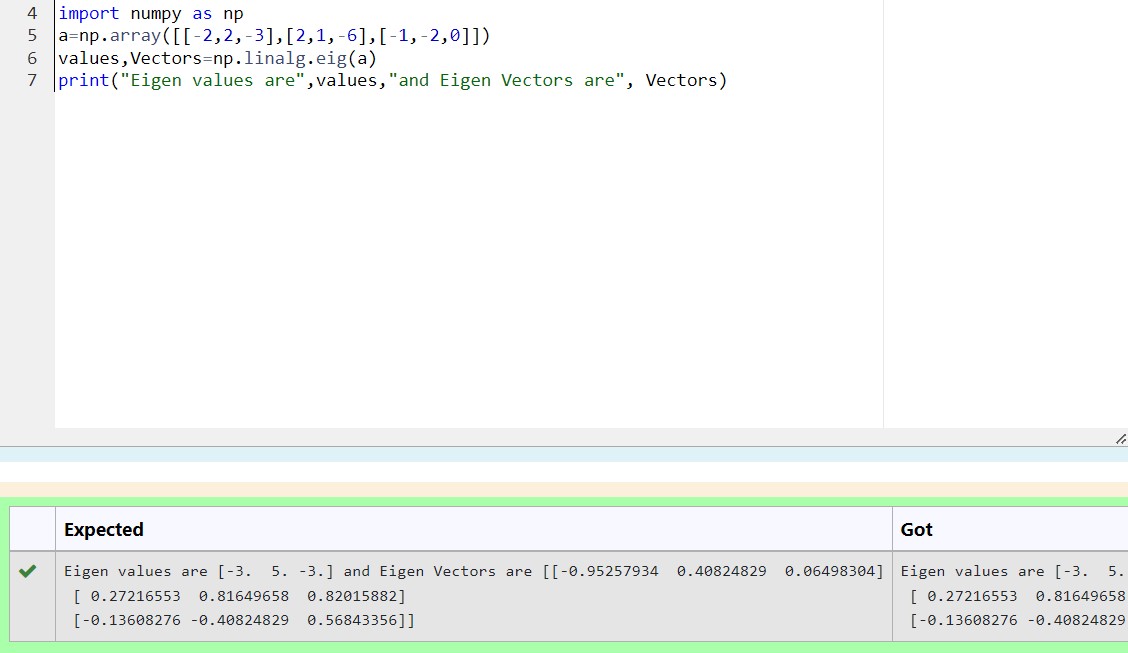 4 import numpy as np
5 a=np.array([[-2,2,-3],[2,1,-6],[-1,-2,0]])
6 values,Vectors=np.linalg.eig(a)
7 print("Eigen values are",values,"and Eigen Vectors are", Vectors)
Expected Got
Eigen values are [-3.  5. -3.] and Eigen Vectors are [[-0.95257934  0.40824829  0.06498304] Eigen values are [-3.  5.
[ 0.27216553  0.81649658  0.82015882] [ 0.27216553  0.81649658
[-0.13608276 -0.40824829  0.56843356]] [-0.13608276 -0.40824829